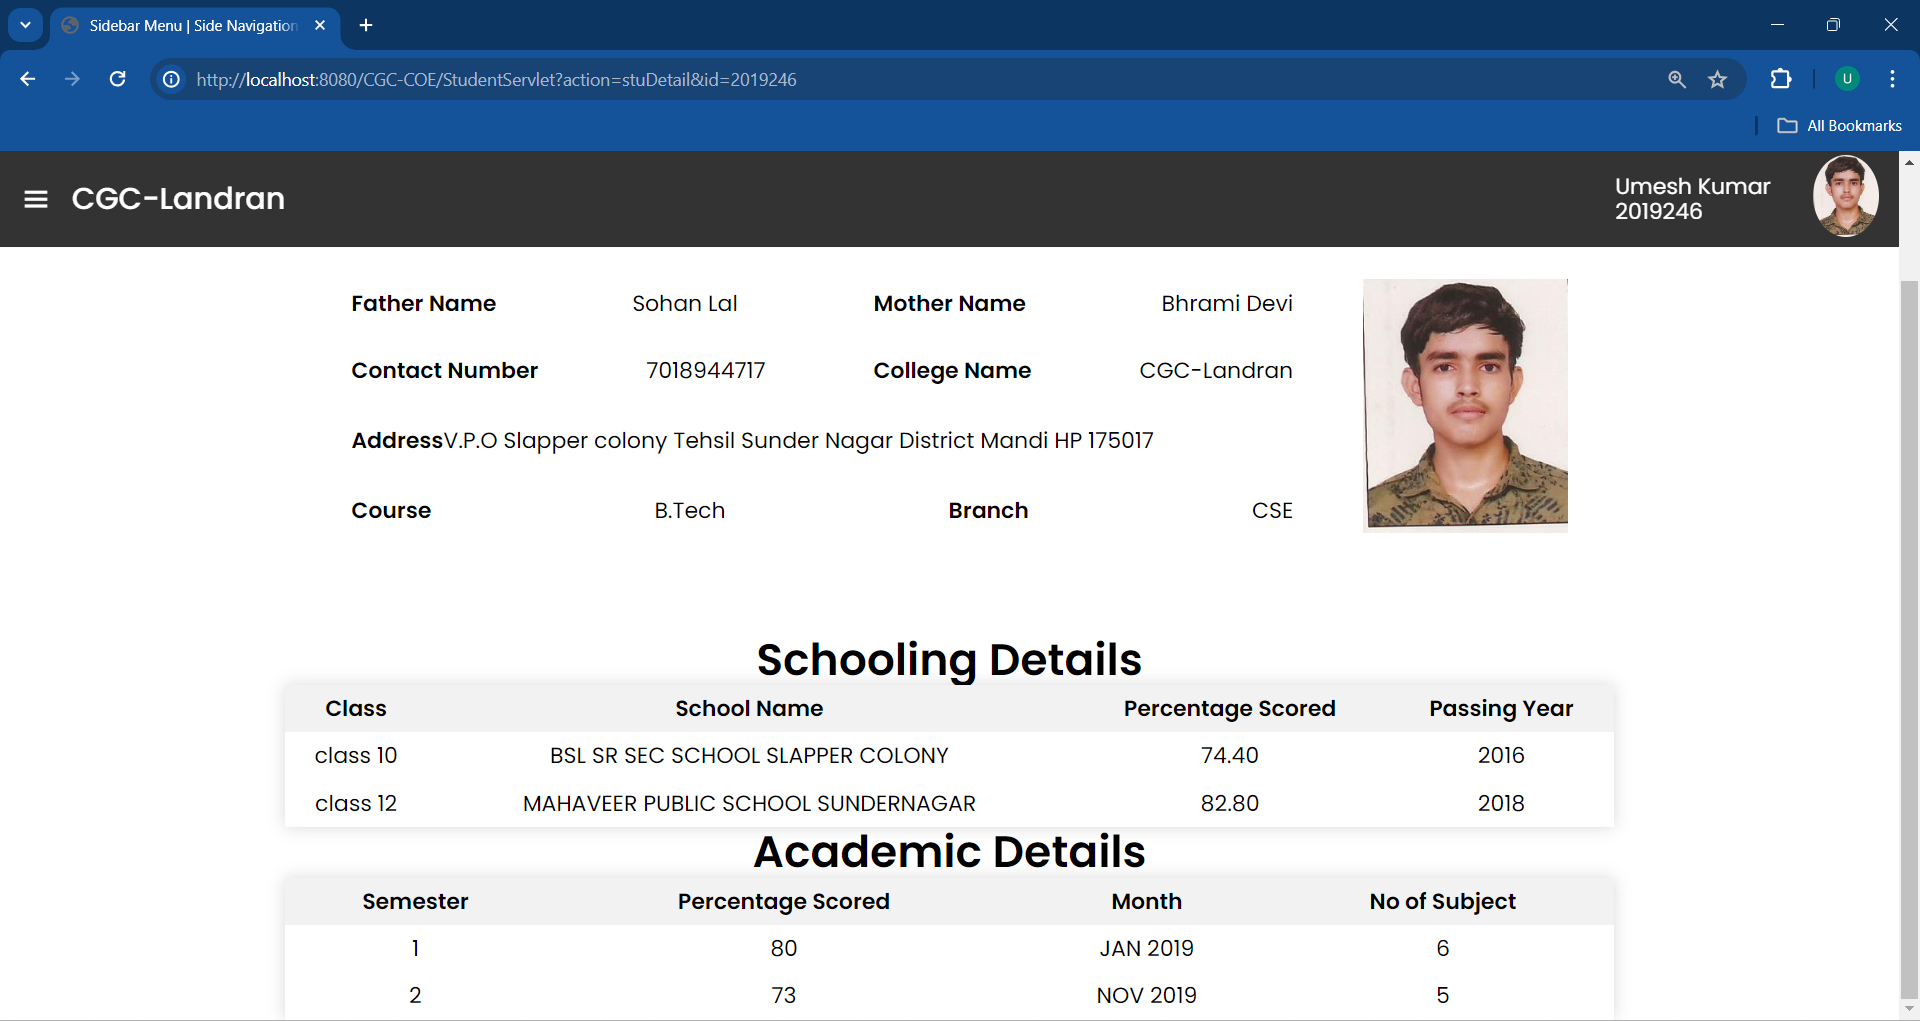 Sidebar Menu | Side Navigation
http://localhost:8080/CGC-COE/StudentServlet?action=stuDetail&id=2019246
U
All Bookmarks
CGC-Landran
Umesh Kumar
2019246
Father Name Sohan Lal Mother Name Bhrami Devi
Contact Number 7018944717 College Name CGC-Landran
AddressV.P.O Slapper colony Tehsil Sunder Nagar District Mandi HP 175017
Course B.Tech Branch CSE
Schooling Details
Class School Name Percentage Scored Passing Year
class 10 BSL SR SEC SCHOOL SLAPPER COLONY 74.40 2016
class 12 MAHAVEER PUBLIC SCHOOL SUNDERNAGAR 82.80 2018
Academic Details
Semester Percentage Scored Month No of Subject
1 80 JAN 2019 6
2 73 NOV 2019 5